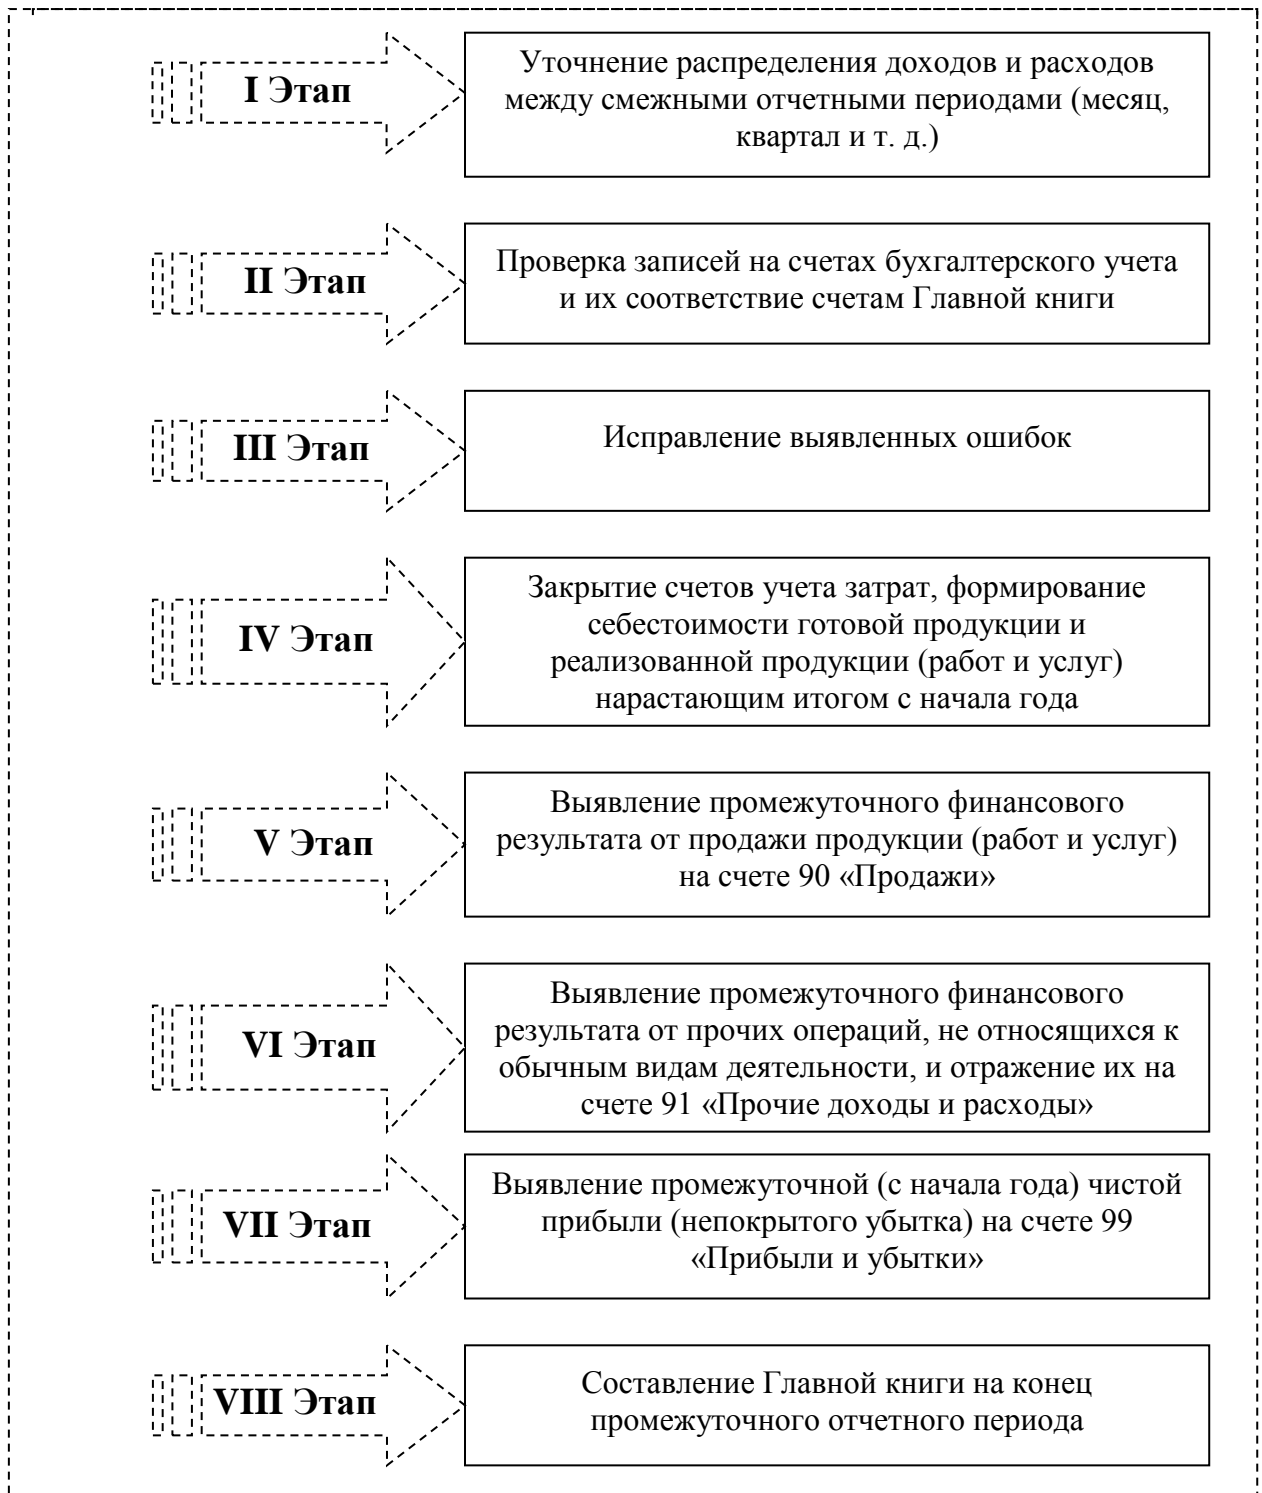 I Этап
Уточнение распределения доходов и расходов
между смежными отчетными периодами (месяц,
квартал и т. д.)
II Этап
Проверка записей на счетах бухгалтерского учета
и их соответствие счетам Главной книги
III Этап
Исправление выявленных ошибок
IV Этап
Закрытие счетов учета затрат, формирование
себестоимости готовой продукции и
реализованной продукции (работ и услуг)
нарастающим итогом с начала года
V Этап
Выявление промежуточного финансового
результата от продажи продукции (работ и услуг)
на счете 90 «Продажи»
VI Этап
Выявление промежуточного финансового
результата от прочих операций, не относящихся к
обычным видам деятельности, и отражение их на
счете 91 «Прочие доходы и расходы»
VII Этап
Выявление промежуточной (с начала года) чистой
прибыли (непокрытого убытка) на счете 99
«Прибыли и убытки»
VIII Этап
Составление Главной книги на конец
промежуточного отчетного периода